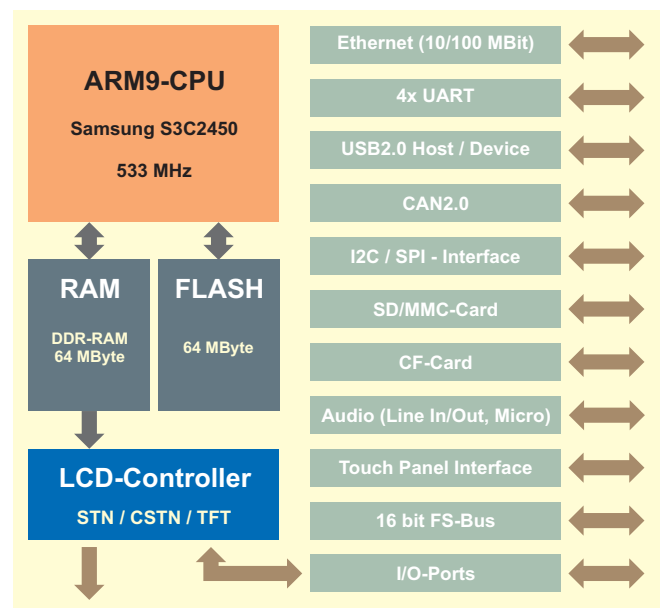 ARM9-CPU
Samsung S3C2450
533 MHz
RAM
DDR-RAM
64 MByte
FLASH
64 MByte
LCD-Controller
STN / CSTN / TFT
Ethernet (10/100 MBit)
4x UART
USB2.0 Host / Device
CAN2.0
I2C / SPI - Interface
SD/MMC-Card
CF-Card
Audio (Line In/Out, Micro)
Touch Panel Interface
16 bit FS-Bus
I/O-Ports